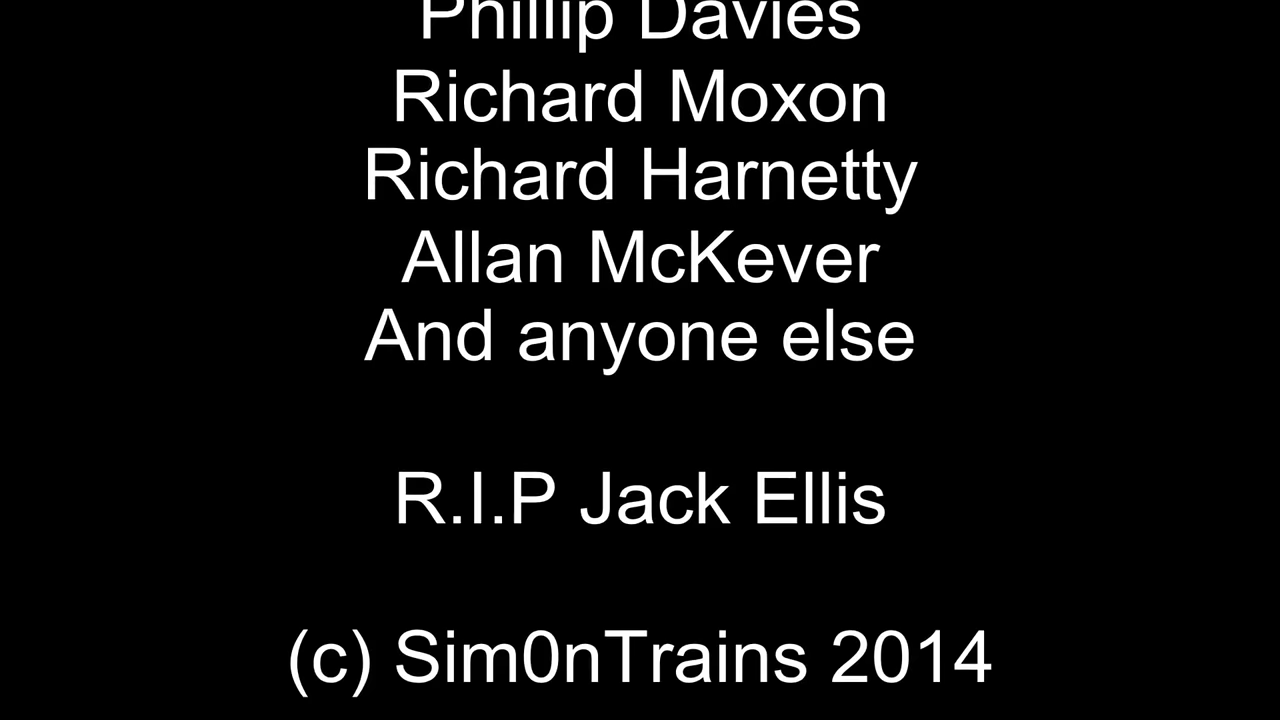 Phillip Davies
Richard Moxon
Richard Harnetty
Allan McKever
And anyone else
R.I.P Jack Ellis
(c) Sim0nTrains 2014